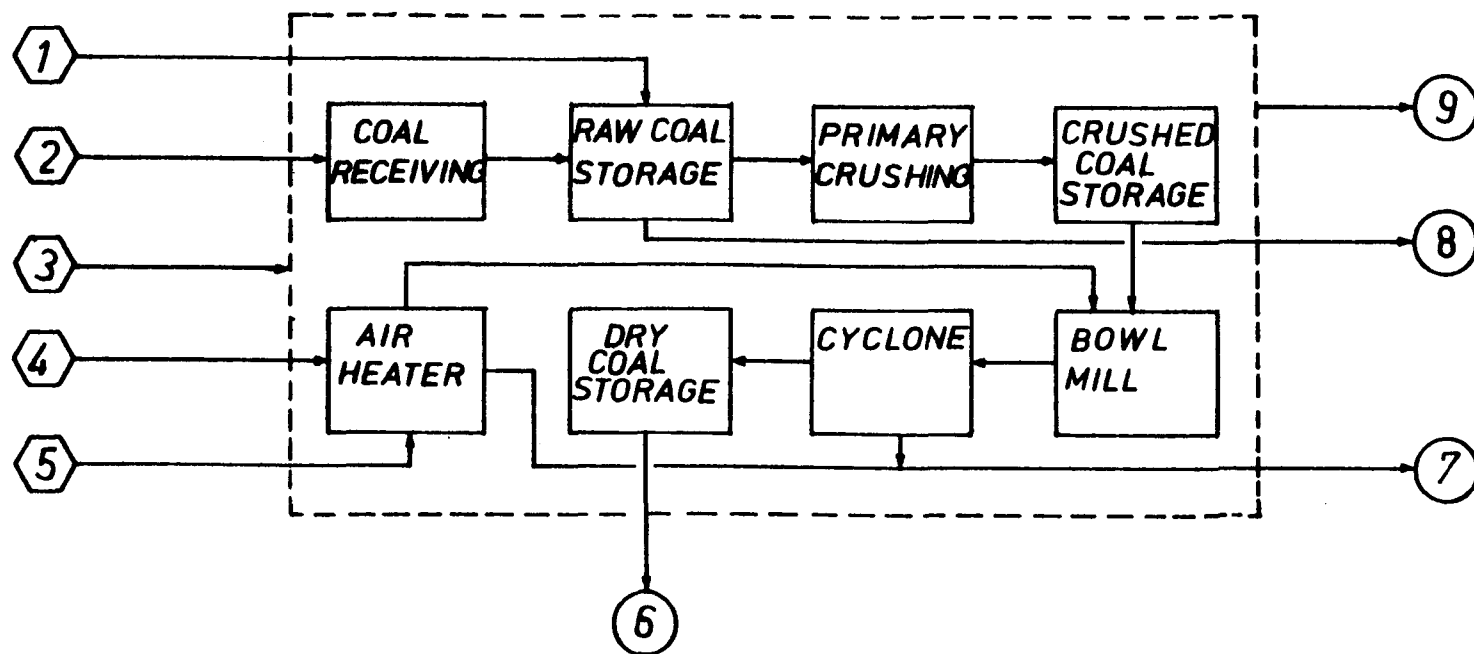 1
2
3
4
5
COAL
RECEIVING
RAW COAL
STORAGE
PRIMARY
CRUSHING
CRUSHED
COAL
STORAGE
AIR
HEATER
DRY
COAL
STORAGE
CYCLONE
BOWL
MILL
9
8
7
6